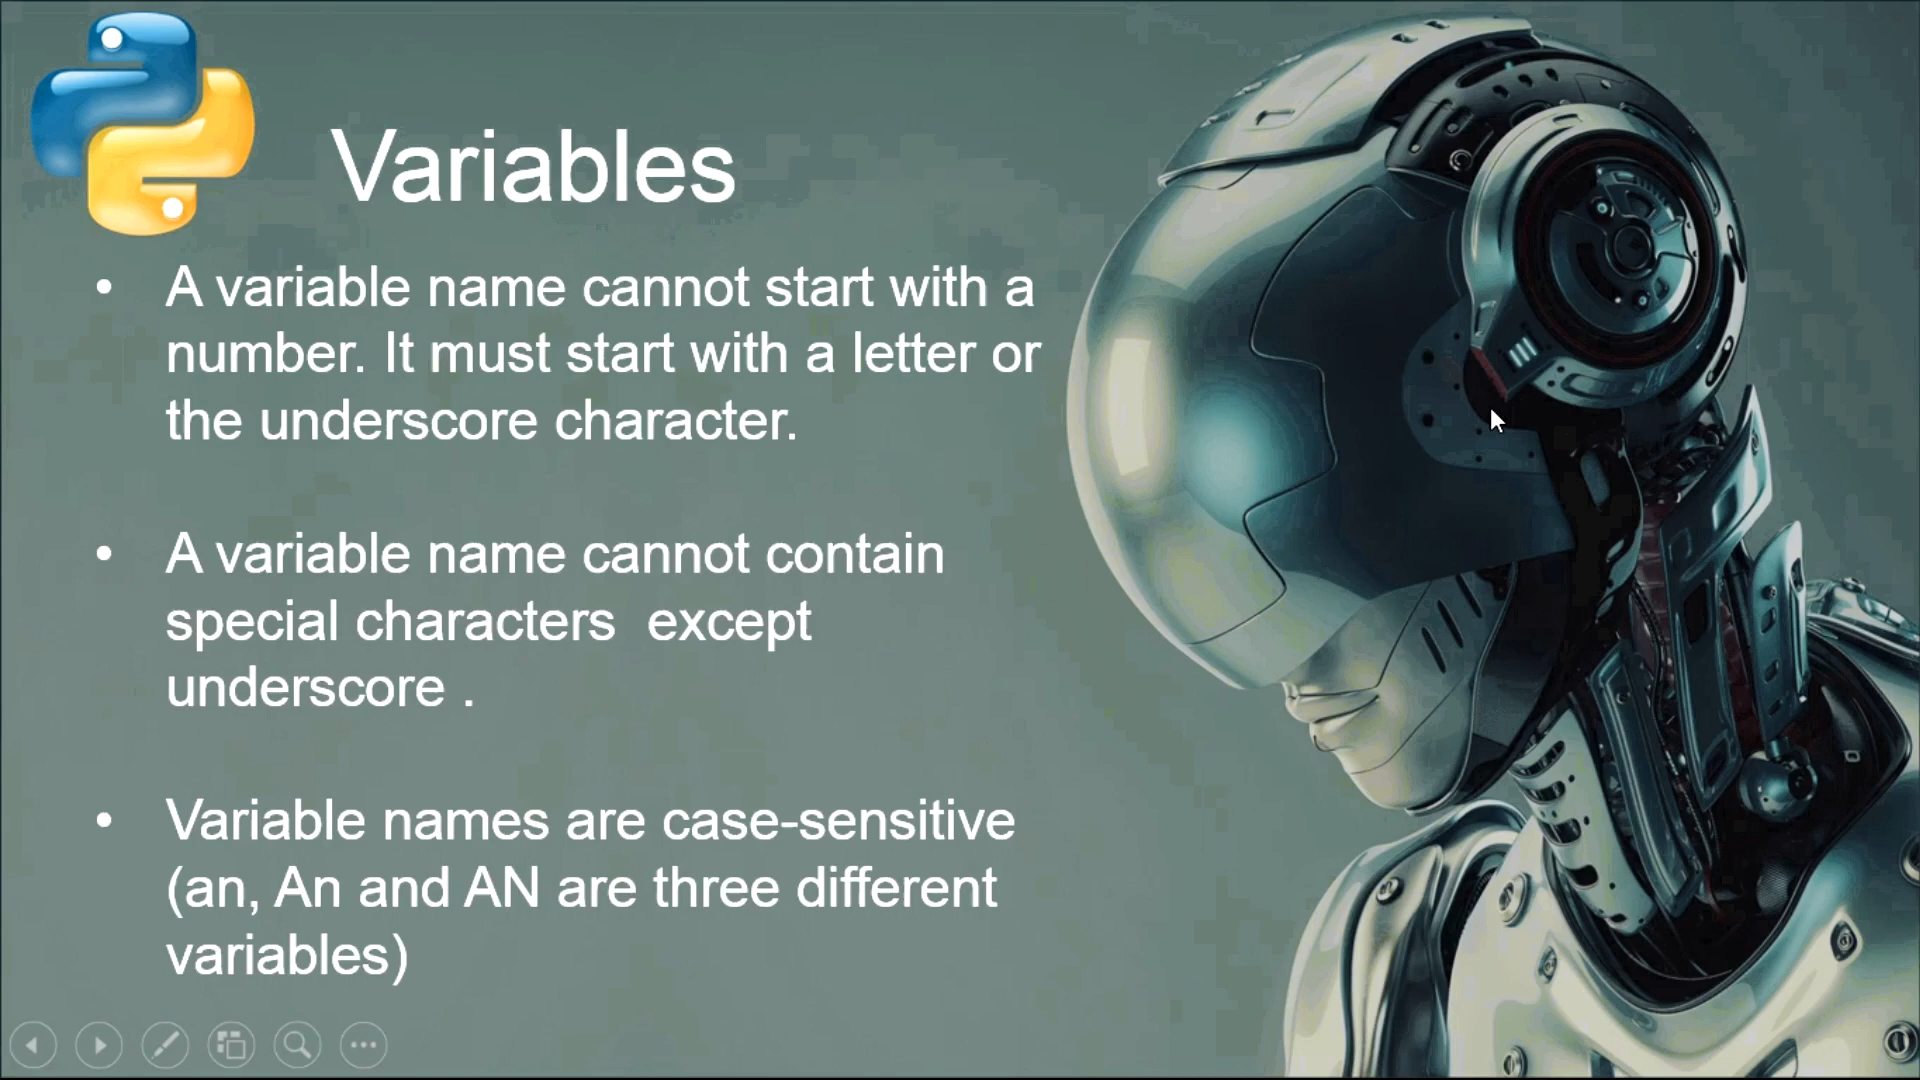 Variables
• A variable name cannot start with a
number. It must start with a letter or
the underscore character.
• A variable name cannot contain
special characters  except
underscore .
• Variable names are case-sensitive
(an, An and AN are three different
variables)